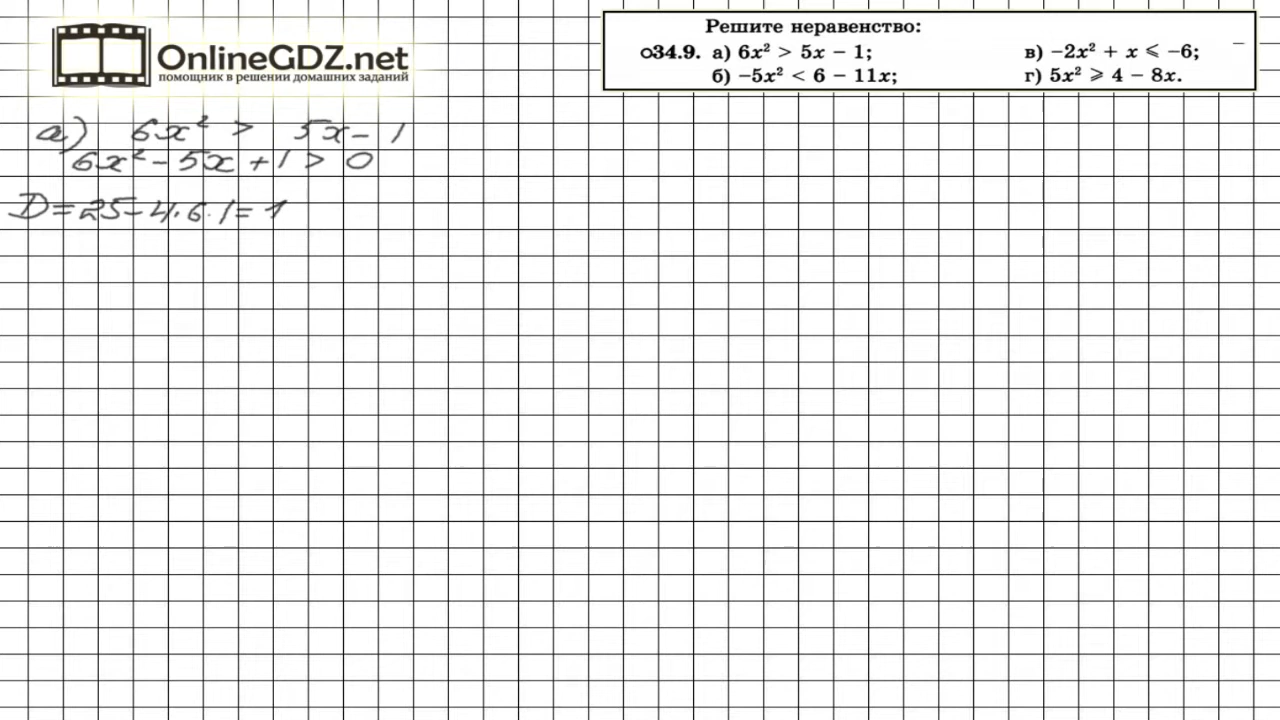 OnlineGDZ.net
помощник в решении домашних заданий
Решите неравенство:
О34.9. а) 6x² > 5x − 1;
в) −2x² + x ⩽ −6;
б) −5x² < 6 − 11x;
г) 5x² ⩾ 4 − 8x.
а) 6x² > 5x − 1
6x² − 5x + 1 > 0
D = 25 − 4·6·1 = 1